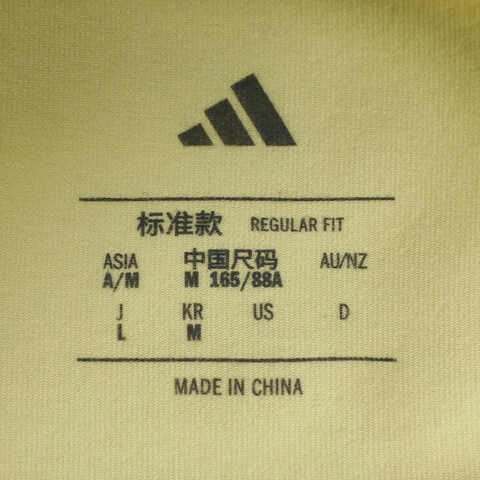 标准款 REGULAR FIT
ASIA 中国尺码 AU/NZ
A/M M 165/88A
J KR US D
L M
MADE IN CHINA